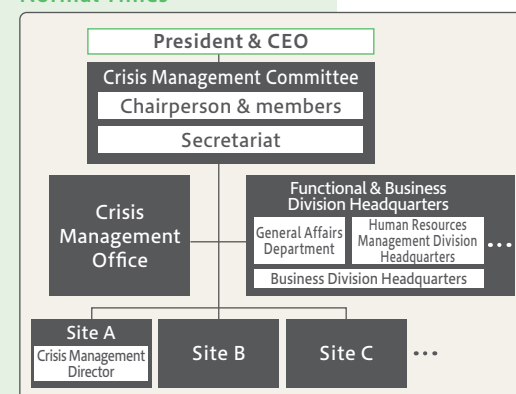 Normal Times
President & CEO
Crisis Management Committee
Chairperson & members
Secretariat
Crisis
Management
Office
Functional & Business
Division Headquarters
General Affairs
Department
Human Resources
Management Division
Headquarters
...
Business Division Headquarters
Site A
Crisis Management
Director
Site B
Site C
...